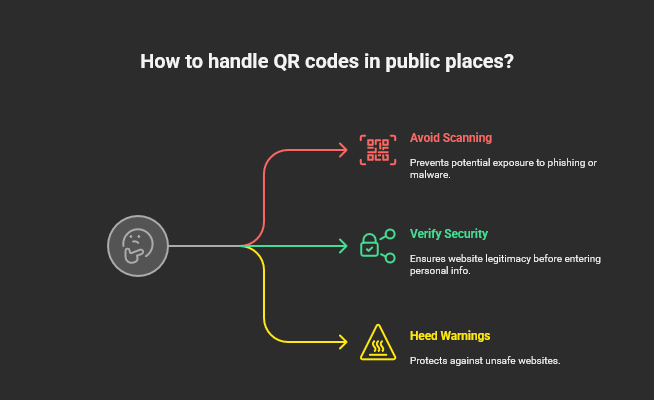 How to handle QR codes in public places?
Avoid Scanning
Prevents potential exposure to phishing or
malware.
Verify Security
Ensures website legitimacy before entering
personal info.
Heed Warnings
Protects against unsafe websites.